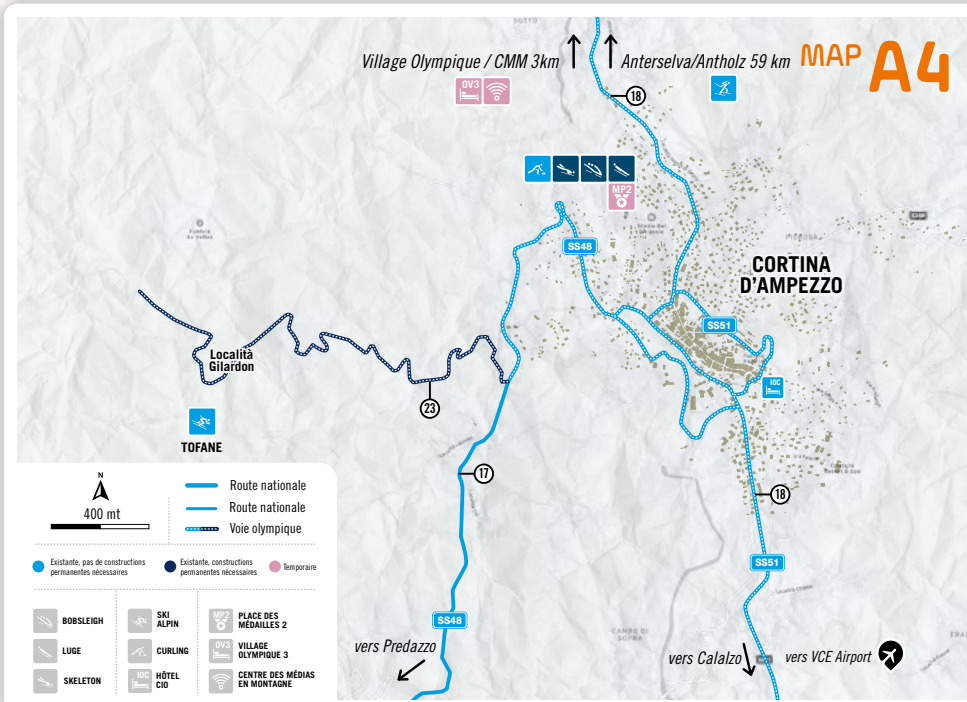 Village Olympique / CMM 3km
Anterselva/Antholz 59 km
MAP A4
OV3
18
MP2
SS48
CORTINA
D'AMPEZZO
SS51
Località
Gilardon
IOC
23
TOFANE
17
18
SS51
SS48
vers Predazzo
vers Calalzo
vers VCE Airport
CAMPO DI
SOPRA
N
400 mt
Route nationale
Route nationale
Voie olympique
Existante, pas de constructions
permanentes nécessaires
Existante, constructions
permanentes nécessaires
Temporaire
BOBSLEIGH
SKI
ALPIN
MP2
PLACE DES
MÉDAILLES 2
LUGE
CURLING
OV3
VILLAGE
OLYMPIQUE 3
SKELETON
IOC
HÔTEL
CIO
CENTRE DES MÉDIAS
EN MONTAGNE